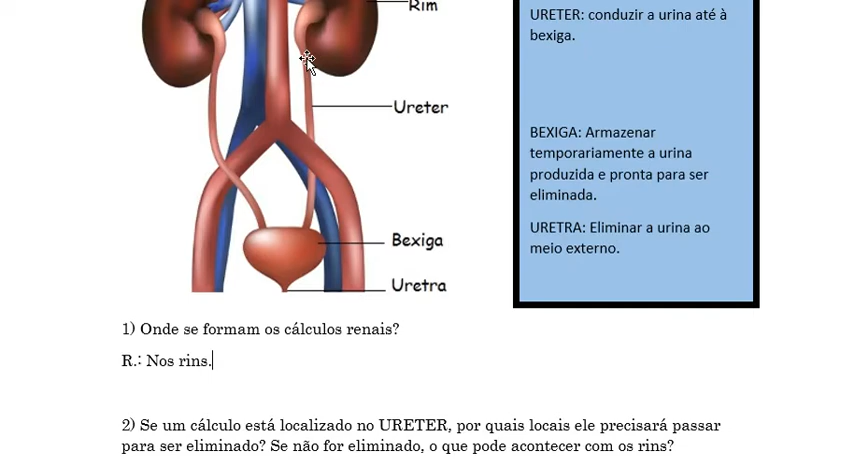 Rim
Ureter
Bexiga
Uretra
URETER: conduzir a urina até à
bexiga.
BEXIGA: Armazenar
temporariamente a urina
produzida e pronta para ser
eliminada.
URETRA: Eliminar a urina ao
meio externo.
1) Onde se formam os cálculos renais?
R.: Nos rins.
2) Se um cálculo está localizado no URETER, por quais locais ele precisará passar
para ser eliminado? Se não for eliminado, o que pode acontecer com os rins?